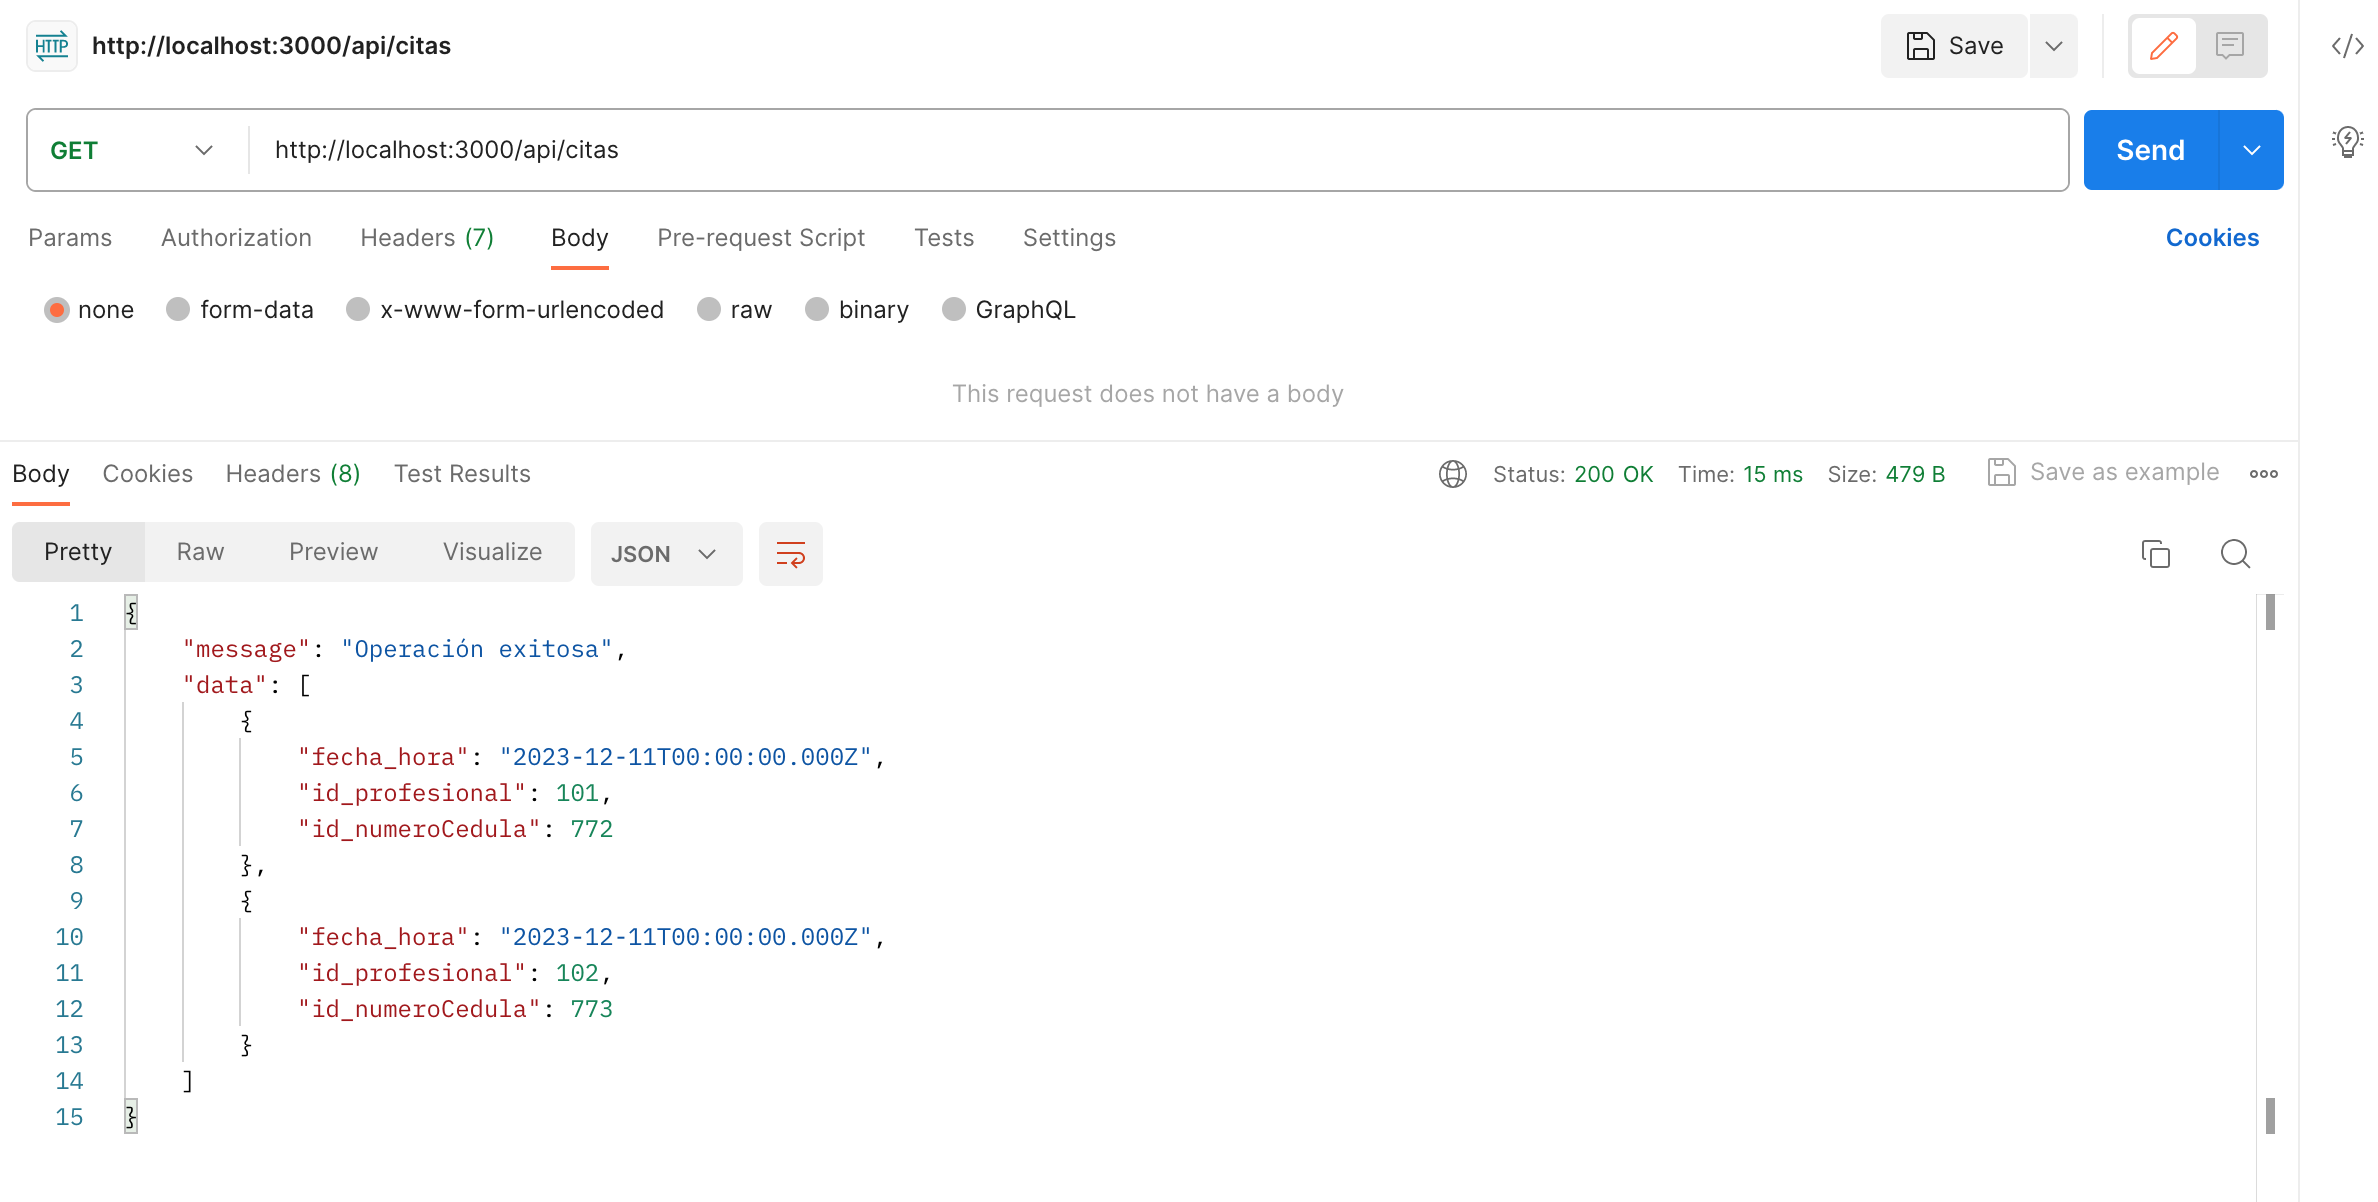 HTTP http://localhost:3000/api/citas Save
GET http://localhost:3000/api/citas Send
Params Authorization Headers (7) Body Pre-request Script Tests Settings Cookies
none form-data x-www-form-urlencoded raw binary GraphQL
This request does not have a body
Body Cookies Headers (8) Test Results Status: 200 OK Time: 15 ms Size: 479 B Save as example
Pretty Raw Preview Visualize JSON
1 {
2 "message": "Operación exitosa",
3 "data": [
4 {
5 "fecha_hora": "2023-12-11T00:00:00.000Z",
6 "id_profesional": 101,
7 "id_numeroCedula": 772
8 },
9 {
10 "fecha_hora": "2023-12-11T00:00:00.000Z",
11 "id_profesional": 102,
12 "id_numeroCedula": 773
13 }
14 ]
15 }